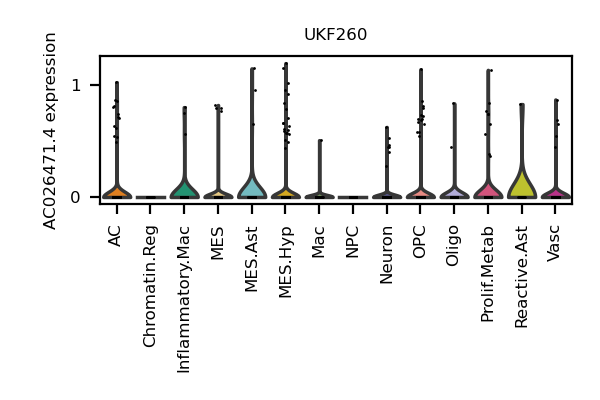 UKF260
AC026471.4 expression
1
0
AC
Chromatin.Reg
Inflammatory.Mac
MES
MES.Ast
MES.Hyp
Mac
NPC
Neuron
OPC
Oligo
Prolif.Metab
Reactive.Ast
Vasc